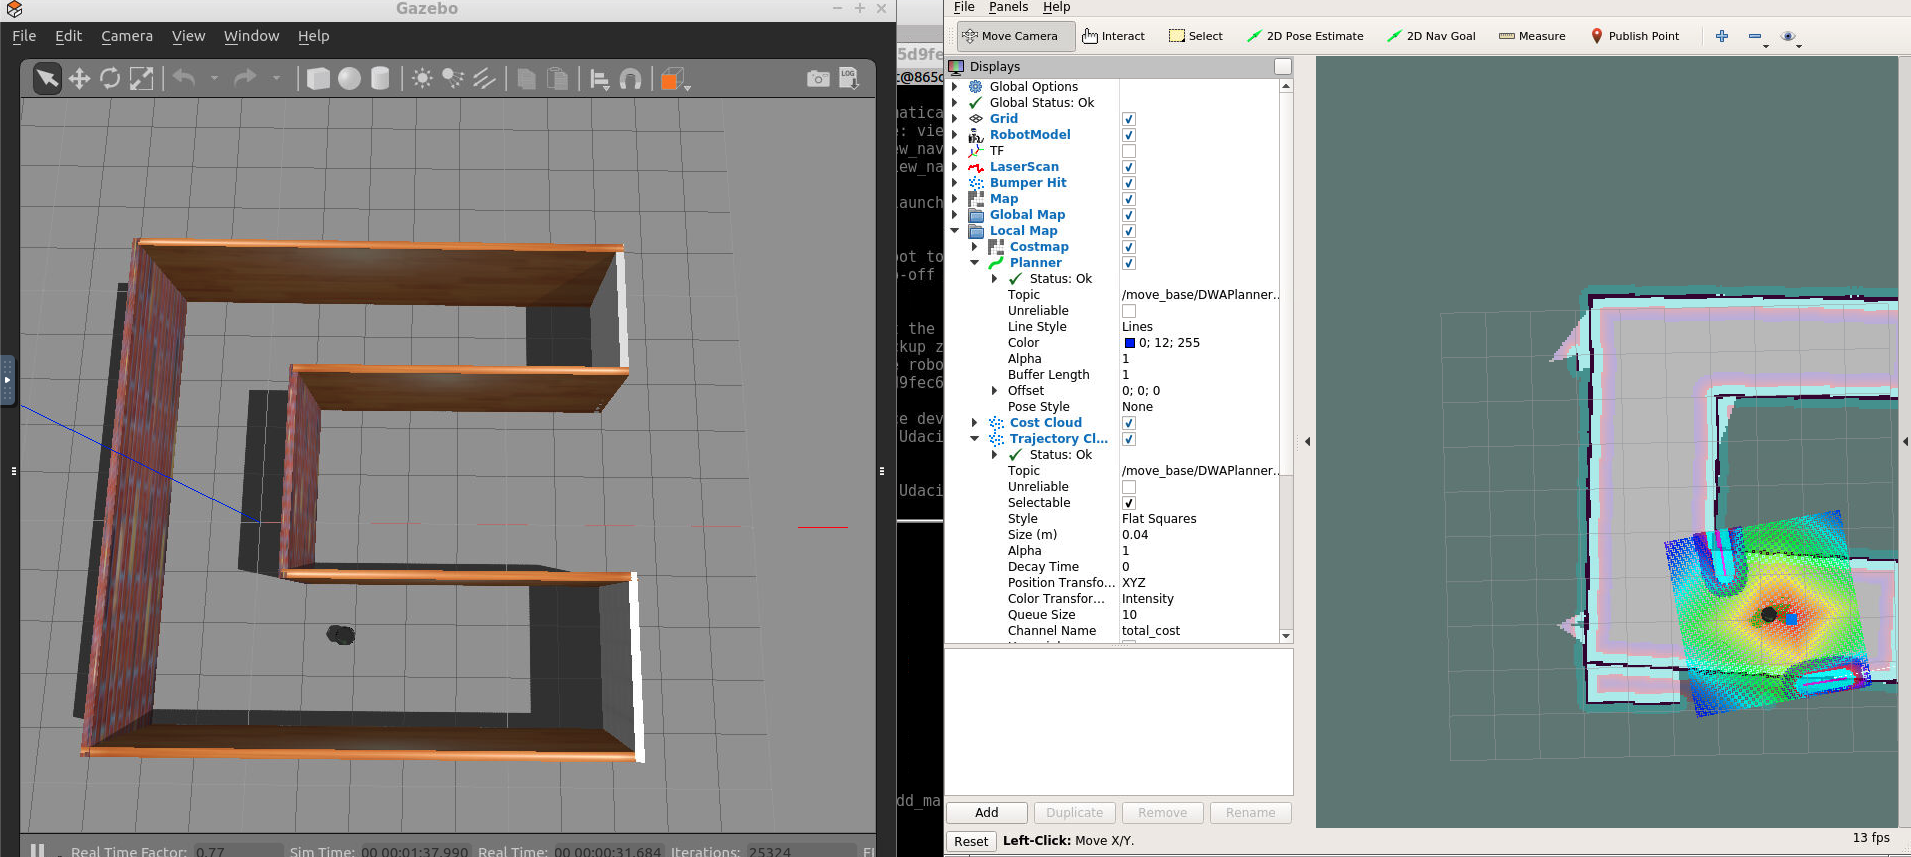 Gazebo
File Edit Camera View Window Help
LOG
Real Time Factor: 0.77 Sim Time: 00 00:01:37.990 Real Time: 00 00:00:31.684 Iterations: 25324
5d9fe
t@865d
matica
e: vie
ew_nav
iew_na
aunch
oot to
o-off
t the
kup z
e robo
9fec6
te dev
Udaci
Udaci
dd_ma
File Panels Help
Move Camera Interact Select 2D Pose Estimate 2D Nav Goal Measure Publish Point
Displays
Global Options
Global Status: Ok
Grid
RobotModel
TF
LaserScan
Bumper Hit
Map
Global Map
Local Map
Costmap
Planner
Status: Ok
Topic /move_base/DWAPlanner...
Unreliable
Line Style Lines
Color 0; 12; 255
Alpha 1
Buffer Length 1
Offset 0; 0; 0
Pose Style None
Cost Cloud
Trajectory Cl...
Status: Ok
Topic /move_base/DWAPlanner...
Unreliable
Selectable
Style Flat Squares
Size (m) 0.04
Alpha 1
Decay Time 0
Position Transfo... XYZ
Color Transfor... Intensity
Queue Size 10
Channel Name total_cost
Add Duplicate Remove Rename
Reset Left-Click: Move X/Y.
13 fps